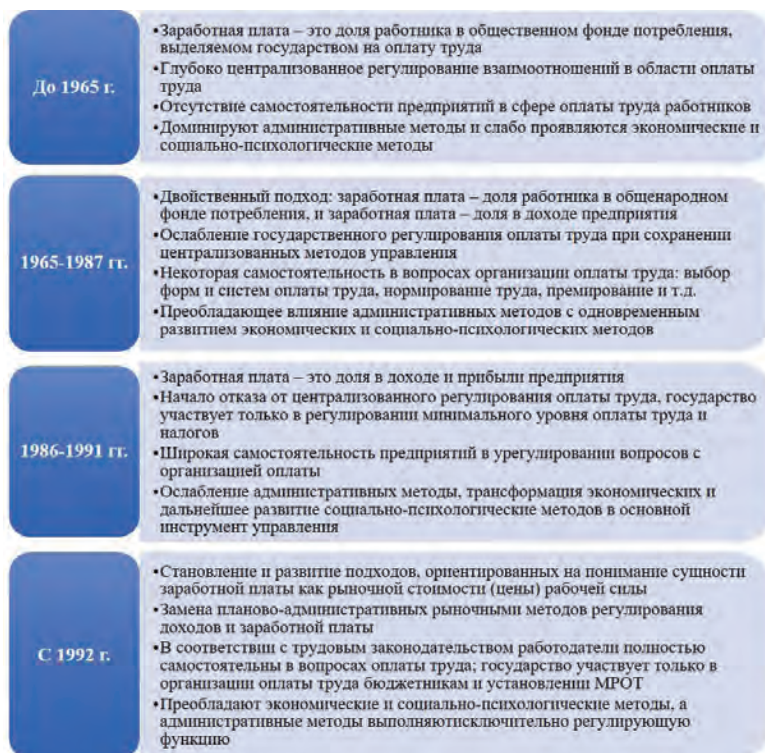 До 1965 г.
•Заработная плата – это доля работника в общественном фонде потребления,
выделяемом государством на оплату труда
•Глубоко централизованное регулирование взаимоотношений в области оплаты
труда
•Отсутствие самостоятельности предприятий в сфере оплаты труда работников
•Доминируют административные методы и слабо проявляются экономические и
социально-психологические методы
1965-1987 гг.
•Двойственный подход: заработная плата – доля работника в общенародном
фонде потребления, и заработная плата – доля в доходе предприятия
•Ослабление государственного регулирования оплаты труда при сохранении
централизованных методов управления
•Некоторая самостоятельность в вопросах организации оплаты труда: выбор
форм и систем оплаты труда, нормирование труда, премирование и т.д.
•Преобладающее влияние административных методов с одновременным
развитием экономических и социально-психологических методов
1986-1991 гг.
•Заработная плата – это доля в доходе и прибыли предприятия
•Начало отказа от централизованного регулирования оплаты труда, государство
участвует только в регулировании минимального уровня оплаты труда и
налогов
•Широкая самостоятельность предприятий в урегулировании вопросов с
организацией оплаты
•Ослабление административных методы, трансформация экономических и
дальнейшее развитие социально-психологические методов в основной
инструмент управления
С 1992 г.
•Становление и развитие подходов, ориентированных на понимание сущности
заработной платы как рыночной стоимости (цены) рабочей силы
•Замена планово-административных рыночными методов регулирования
доходов и заработной платы
•В соответствии с трудовым законодательством работодатели полностью
самостоятельны в вопросах оплаты труда; государство участвует только в
организации оплаты труда бюджетникам и установлении МРОТ
•Преобладают экономические и социально-психологические методы, а
административные методы выполняютисключительно регулирующую
функцию